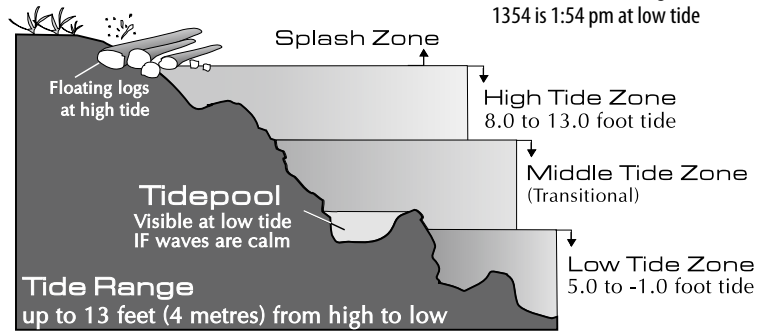 1354 is 1:54 pm at low tide
Splash Zone
Floating logs
at high tide
High Tide Zone
8.0 to 13.0 foot tide
Middle Tide Zone
(Transitional)
Tidepool
Visible at low tide
IF waves are calm
Low Tide Zone
5.0 to -1.0 foot tide
Tide Range
up to 13 feet (4 metres) from high to low